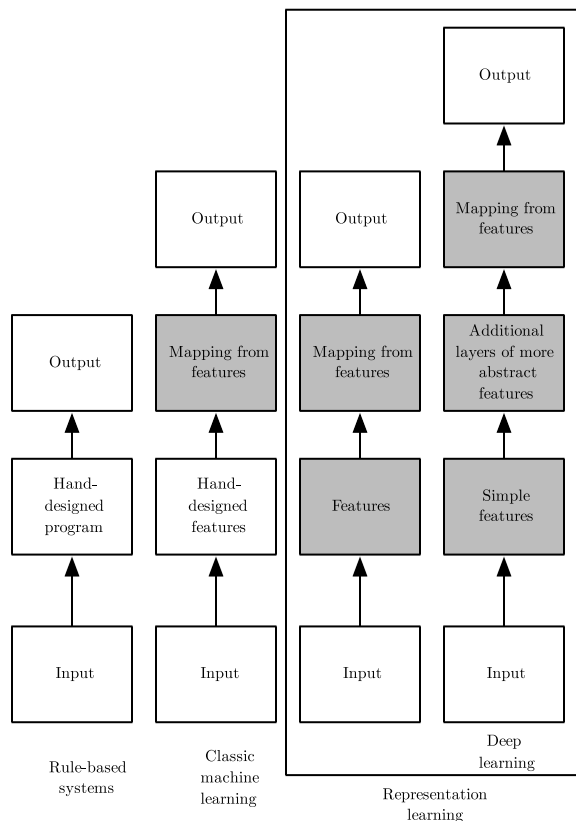 Output
Output
Output
Mapping from
features
Output
Mapping from
features
Mapping from
features
Additional
layers of more
abstract
features
Hand-
designed
program
Hand-
designed
features
Features
Simple
features
Input
Input
Input
Input
Rule-based
systems
Classic
machine
learning
Deep
learning
Representation
learning